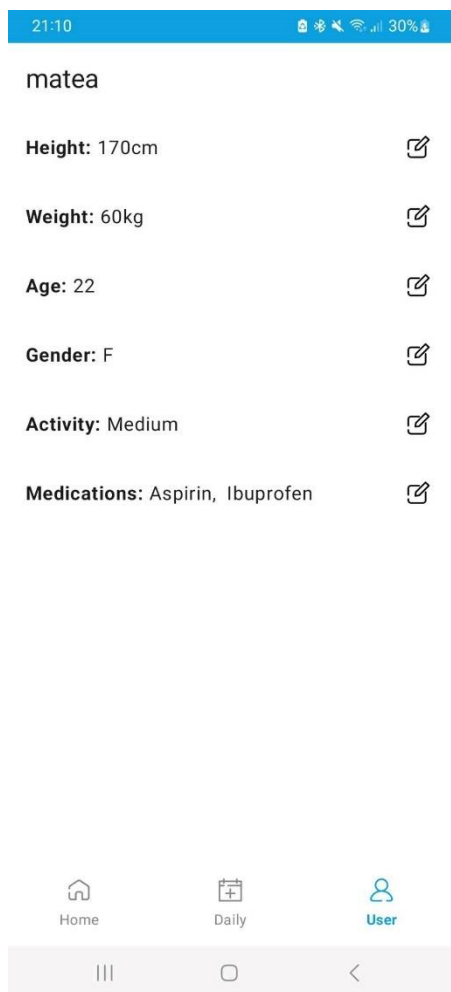 21:10 30%
matea
Height: 170cm
Weight: 60kg
Age: 22
Gender: F
Activity: Medium
Medications: Aspirin, Ibuprofen
Home Daily User